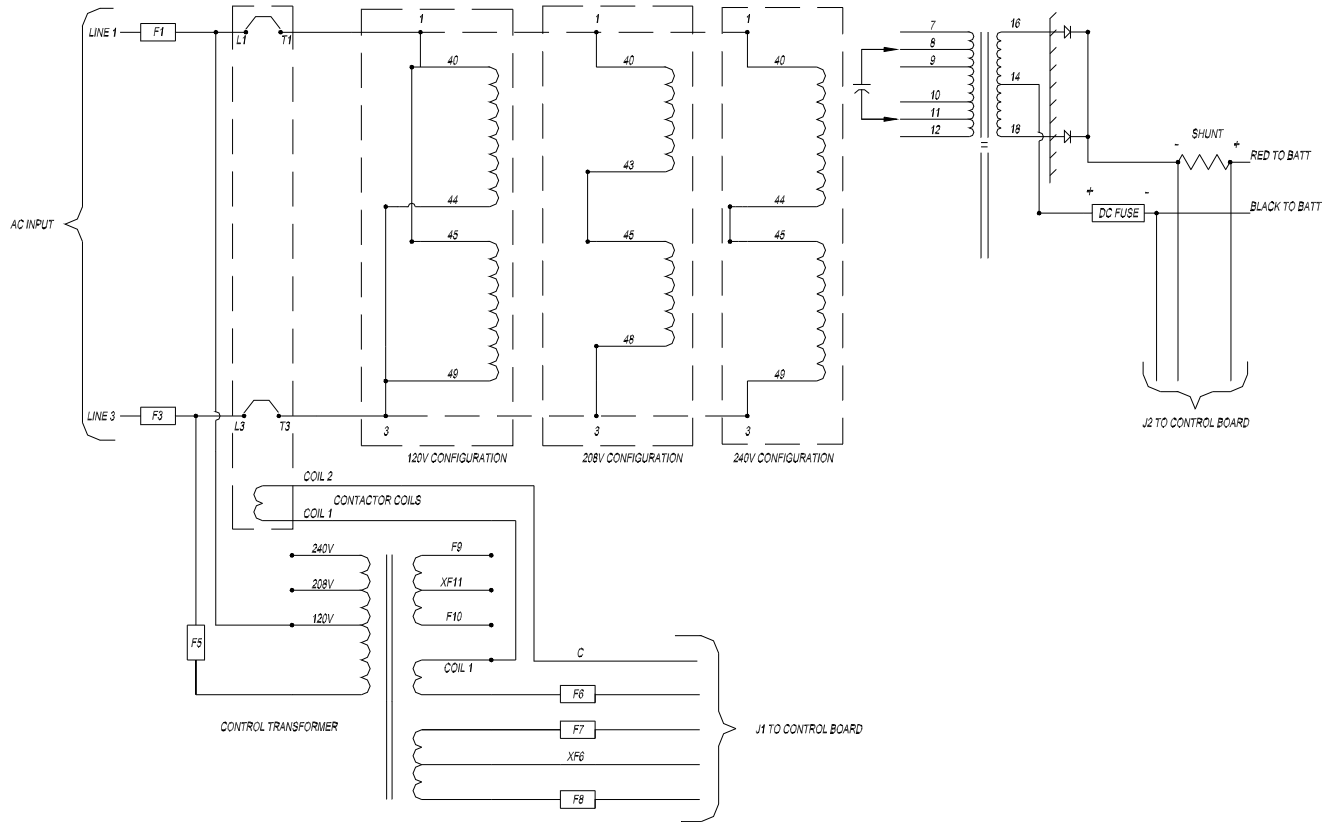 LINE 1
F1
L1
T1
1
1
1
40
40
40
43
44
44
45
45
45
48
49
49
AC INPUT
LINE 3
F3
L3
T3
3
3
3
120V CONFIGURATION
208V CONFIGURATION
240V CONFIGURATION
7
8
9
10
11
12
16
14
18
=
SHUNT
-
+
RED TO BATT
+
-
DC FUSE
BLACK TO BATT
J2 TO CONTROL BOARD
COIL 2
CONTACTOR COILS
COIL 1
240V
208V
120V
F5
F9
XF11
F10
COIL 1
C
F6
F7
XF6
F8
CONTROL TRANSFORMER
J1 TO CONTROL BOARD